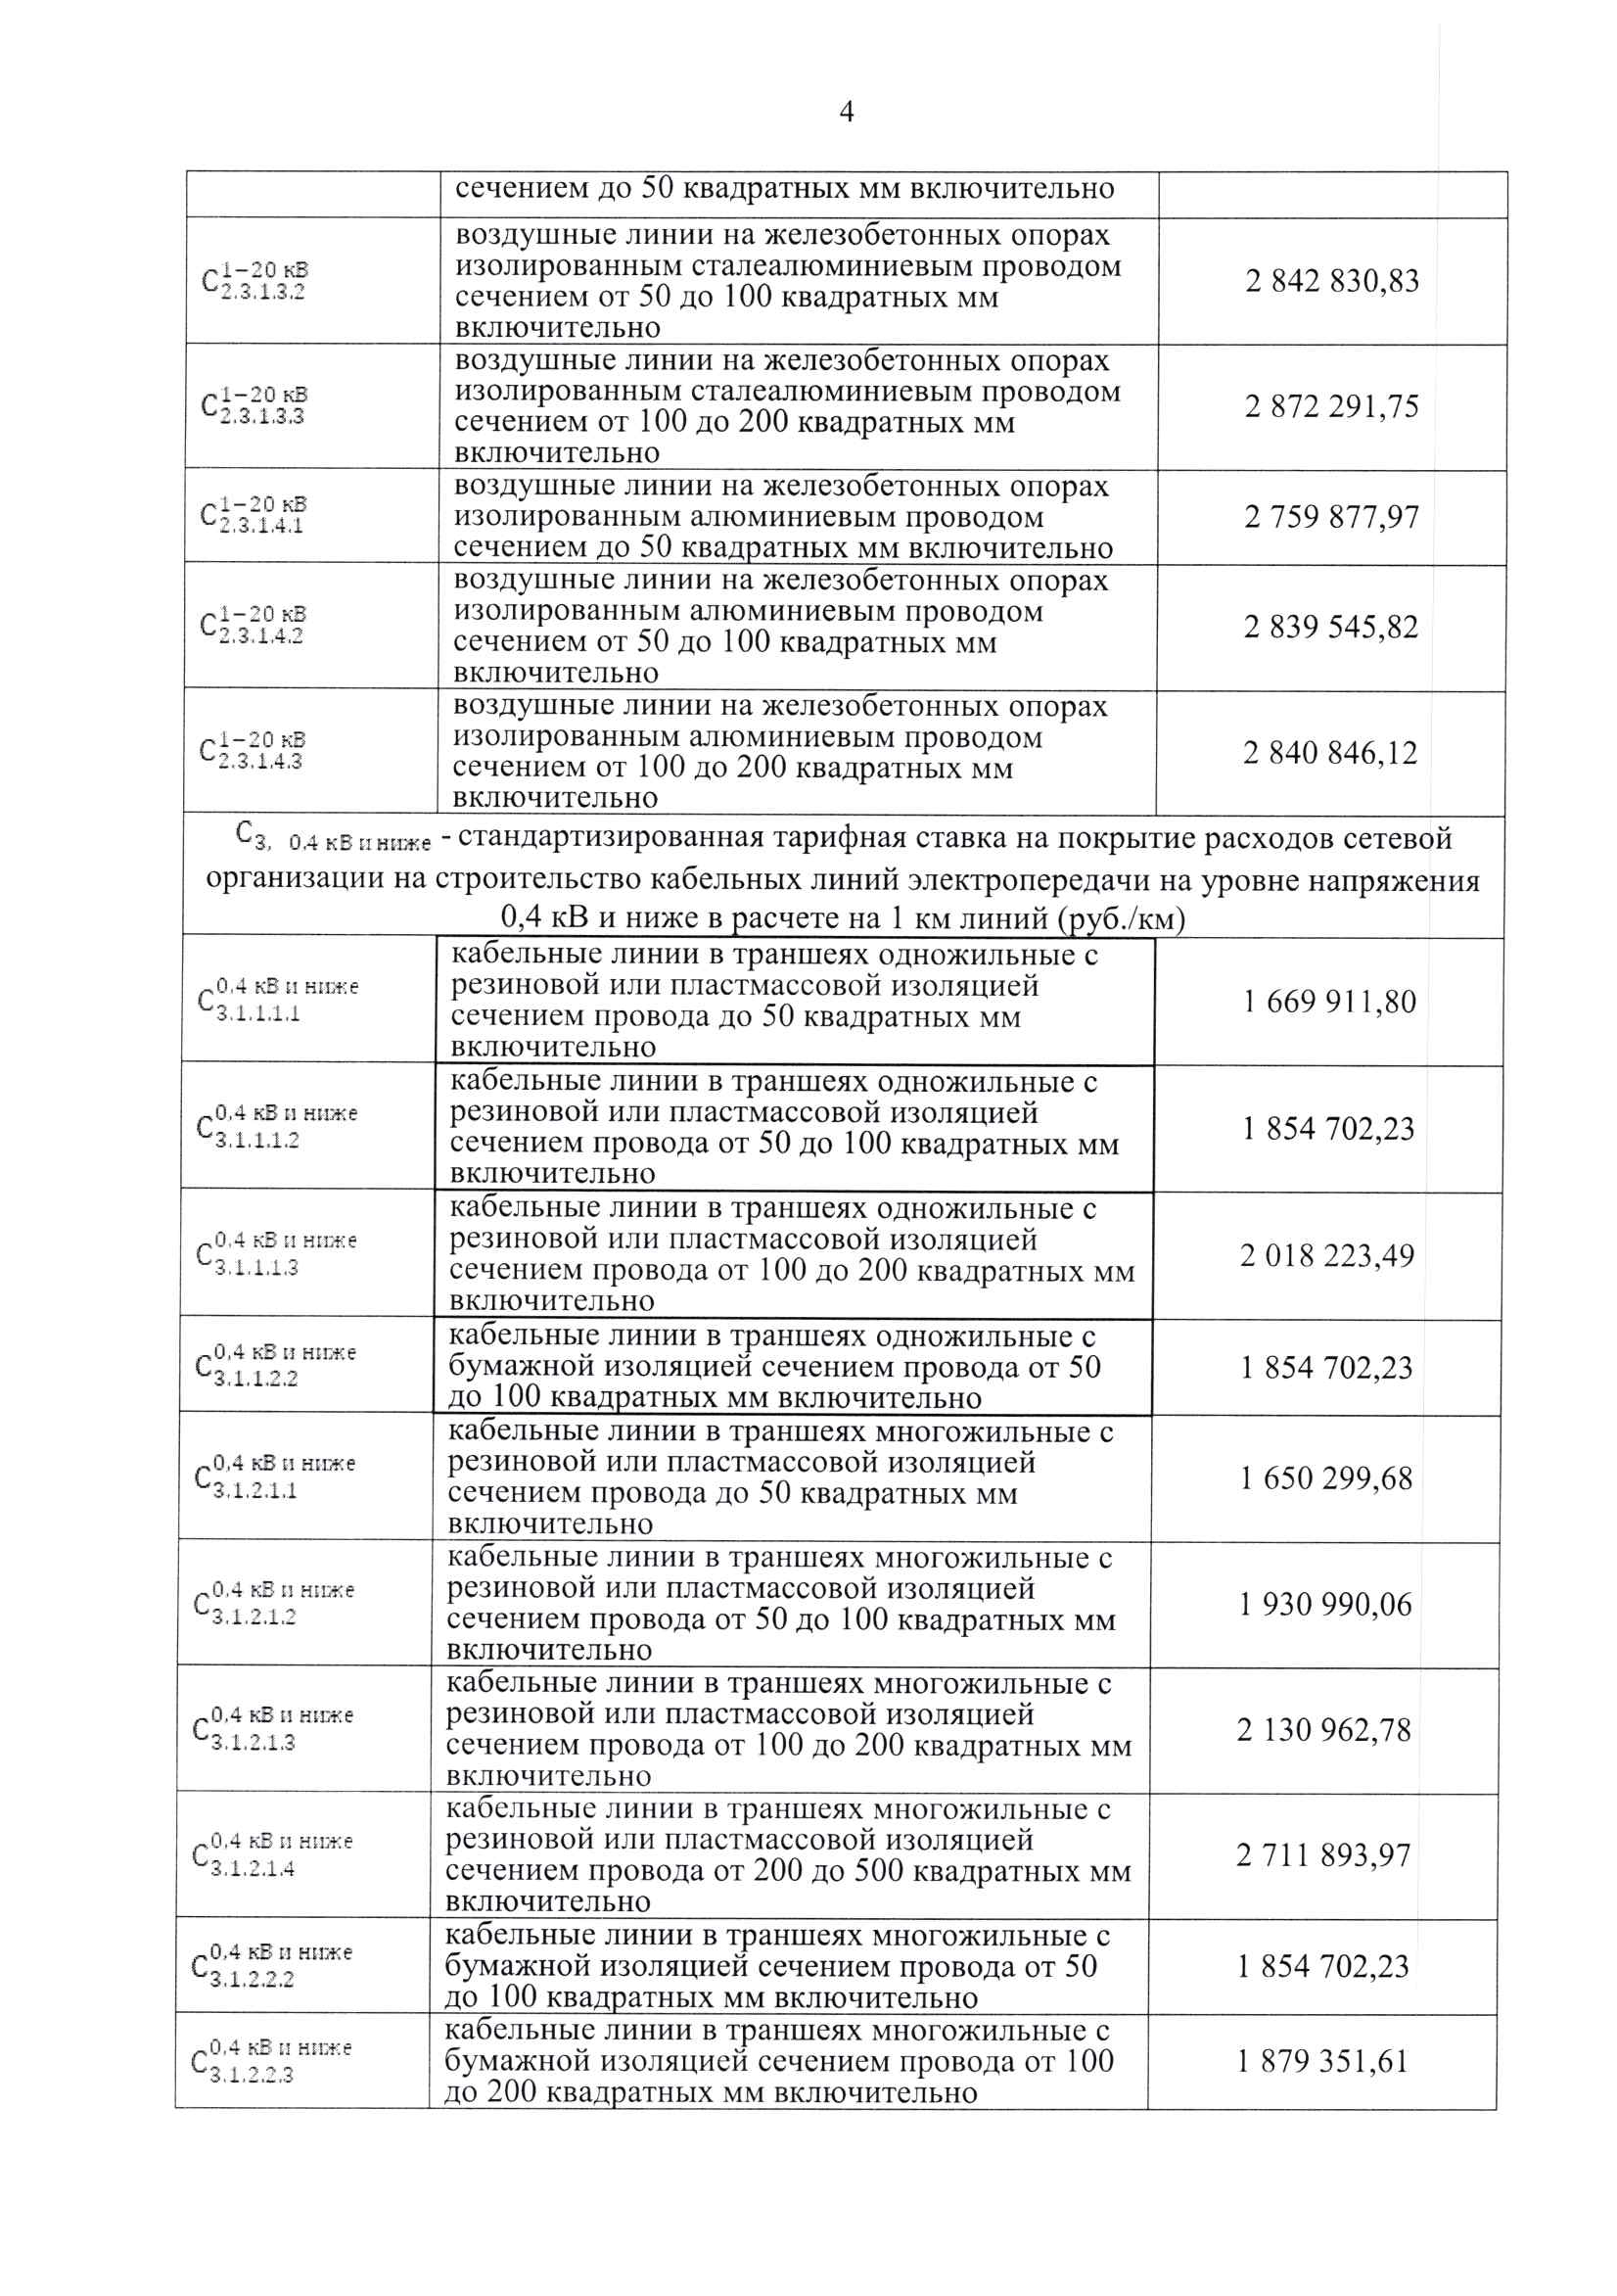 4
сечением до 50 квадратных мм включительно
С 1–20 кВ 2.3.1.3.2
воздушные линии на железобетонных опорах
изолированным сталеалюминиевым проводом
сечением от 50 до 100 квадратных мм
включительно
2 842 830,83
С 1–20 кВ 2.3.1.3.3
воздушные линии на железобетонных опорах
изолированным сталеалюминиевым проводом
сечением от 100 до 200 квадратных мм
включительно
2 872 291,75
С 1–20 кВ 2.3.1.4.1
воздушные линии на железобетонных опорах
изолированным алюминиевым проводом
сечением до 50 квадратных мм включительно
2 759 877,97
С 1–20 кВ 2.3.1.4.2
воздушные линии на железобетонных опорах
изолированным алюминиевым проводом
сечением от 50 до 100 квадратных мм
включительно
2 839 545,82
С 1–20 кВ 2.3.1.4.3
воздушные линии на железобетонных опорах
изолированным алюминиевым проводом
сечением от 100 до 200 квадратных мм
включительно
2 840 846,12
С 3, 0.4 кВ и ниже - стандартизированная тарифная ставка на покрытие расходов сетевой
организации на строительство кабельных линий электропередачи на уровне напряжения
0,4 кВ и ниже в расчете на 1 км линий (руб./км)
С 0,4 кВ и ниже 3.1.1.1.1
кабельные линии в траншеях одножильные с
резиновой или пластмассовой изоляцией
сечением провода до 50 квадратных мм
включительно
1 669 911,80
С 0,4 кВ и ниже 3.1.1.1.2
кабельные линии в траншеях одножильные с
резиновой или пластмассовой изоляцией
сечением провода от 50 до 100 квадратных мм
включительно
1 854 702,23
С 0,4 кВ и ниже 3.1.1.1.3
кабельные линии в траншеях одножильные с
резиновой или пластмассовой изоляцией
сечением провода от 100 до 200 квадратных мм
включительно
2 018 223,49
С 0,4 кВ и ниже 3.1.1.2.2
кабельные линии в траншеях одножильные с
бумажной изоляцией сечением провода от 50
до 100 квадратных мм включительно
1 854 702,23
С 0,4 кВ и ниже 3.1.2.1.1
кабельные линии в траншеях многожильные с
резиновой или пластмассовой изоляцией
сечением провода до 50 квадратных мм
включительно
1 650 299,68
С 0,4 кВ и ниже 3.1.2.1.2
кабельные линии в траншеях многожильные с
резиновой или пластмассовой изоляцией
сечением провода от 50 до 100 квадратных мм
включительно
1 930 990,06
С 0,4 кВ и ниже 3.1.2.1.3
кабельные линии в траншеях многожильные с
резиновой или пластмассовой изоляцией
сечением провода от 100 до 200 квадратных мм
включительно
2 130 962,78
С 0,4 кВ и ниже 3.1.2.1.4
кабельные линии в траншеях многожильные с
резиновой или пластмассовой изоляцией
сечением провода от 200 до 500 квадратных мм
включительно
2 711 893,97
С 0,4 кВ и ниже 3.1.2.2.2
кабельные линии в траншеях многожильные с
бумажной изоляцией сечением провода от 50
до 100 квадратных мм включительно
1 854 702,23
С 0,4 кВ и ниже 3.1.2.2.3
кабельные линии в траншеях многожильные с
бумажной изоляцией сечением провода от 100
до 200 квадратных мм включительно
1 879 351,61